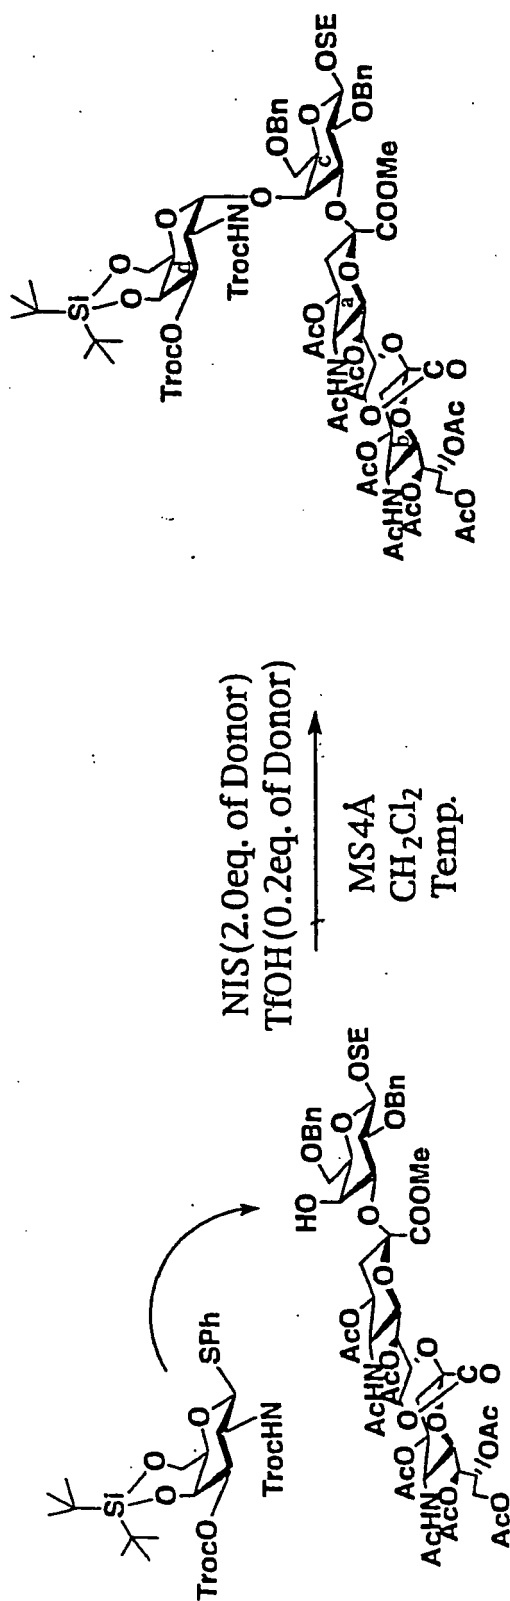 Si
O
O
O
TrocO
TrocHN
SPh
HO
OBn
O
OSE
OBn
O
COOMe
AcO
O
AcHN
AcO
O
O
C
O
AcO
O
AcHN
AcO
OAc
AcO
NIS(2.0eq. of Donor)
TfOH(0.2eq. of Donor)
MS4Å
CH2Cl2
Temp.
Si
O
O
O
d
TrocO
TrocHN
O
OBn
O
c
OSE
OBn
O
COOMe
AcO
O
a
AcHN
AcO
O
O
C
O
AcO
O
b
AcHN
AcO
OAc
AcO